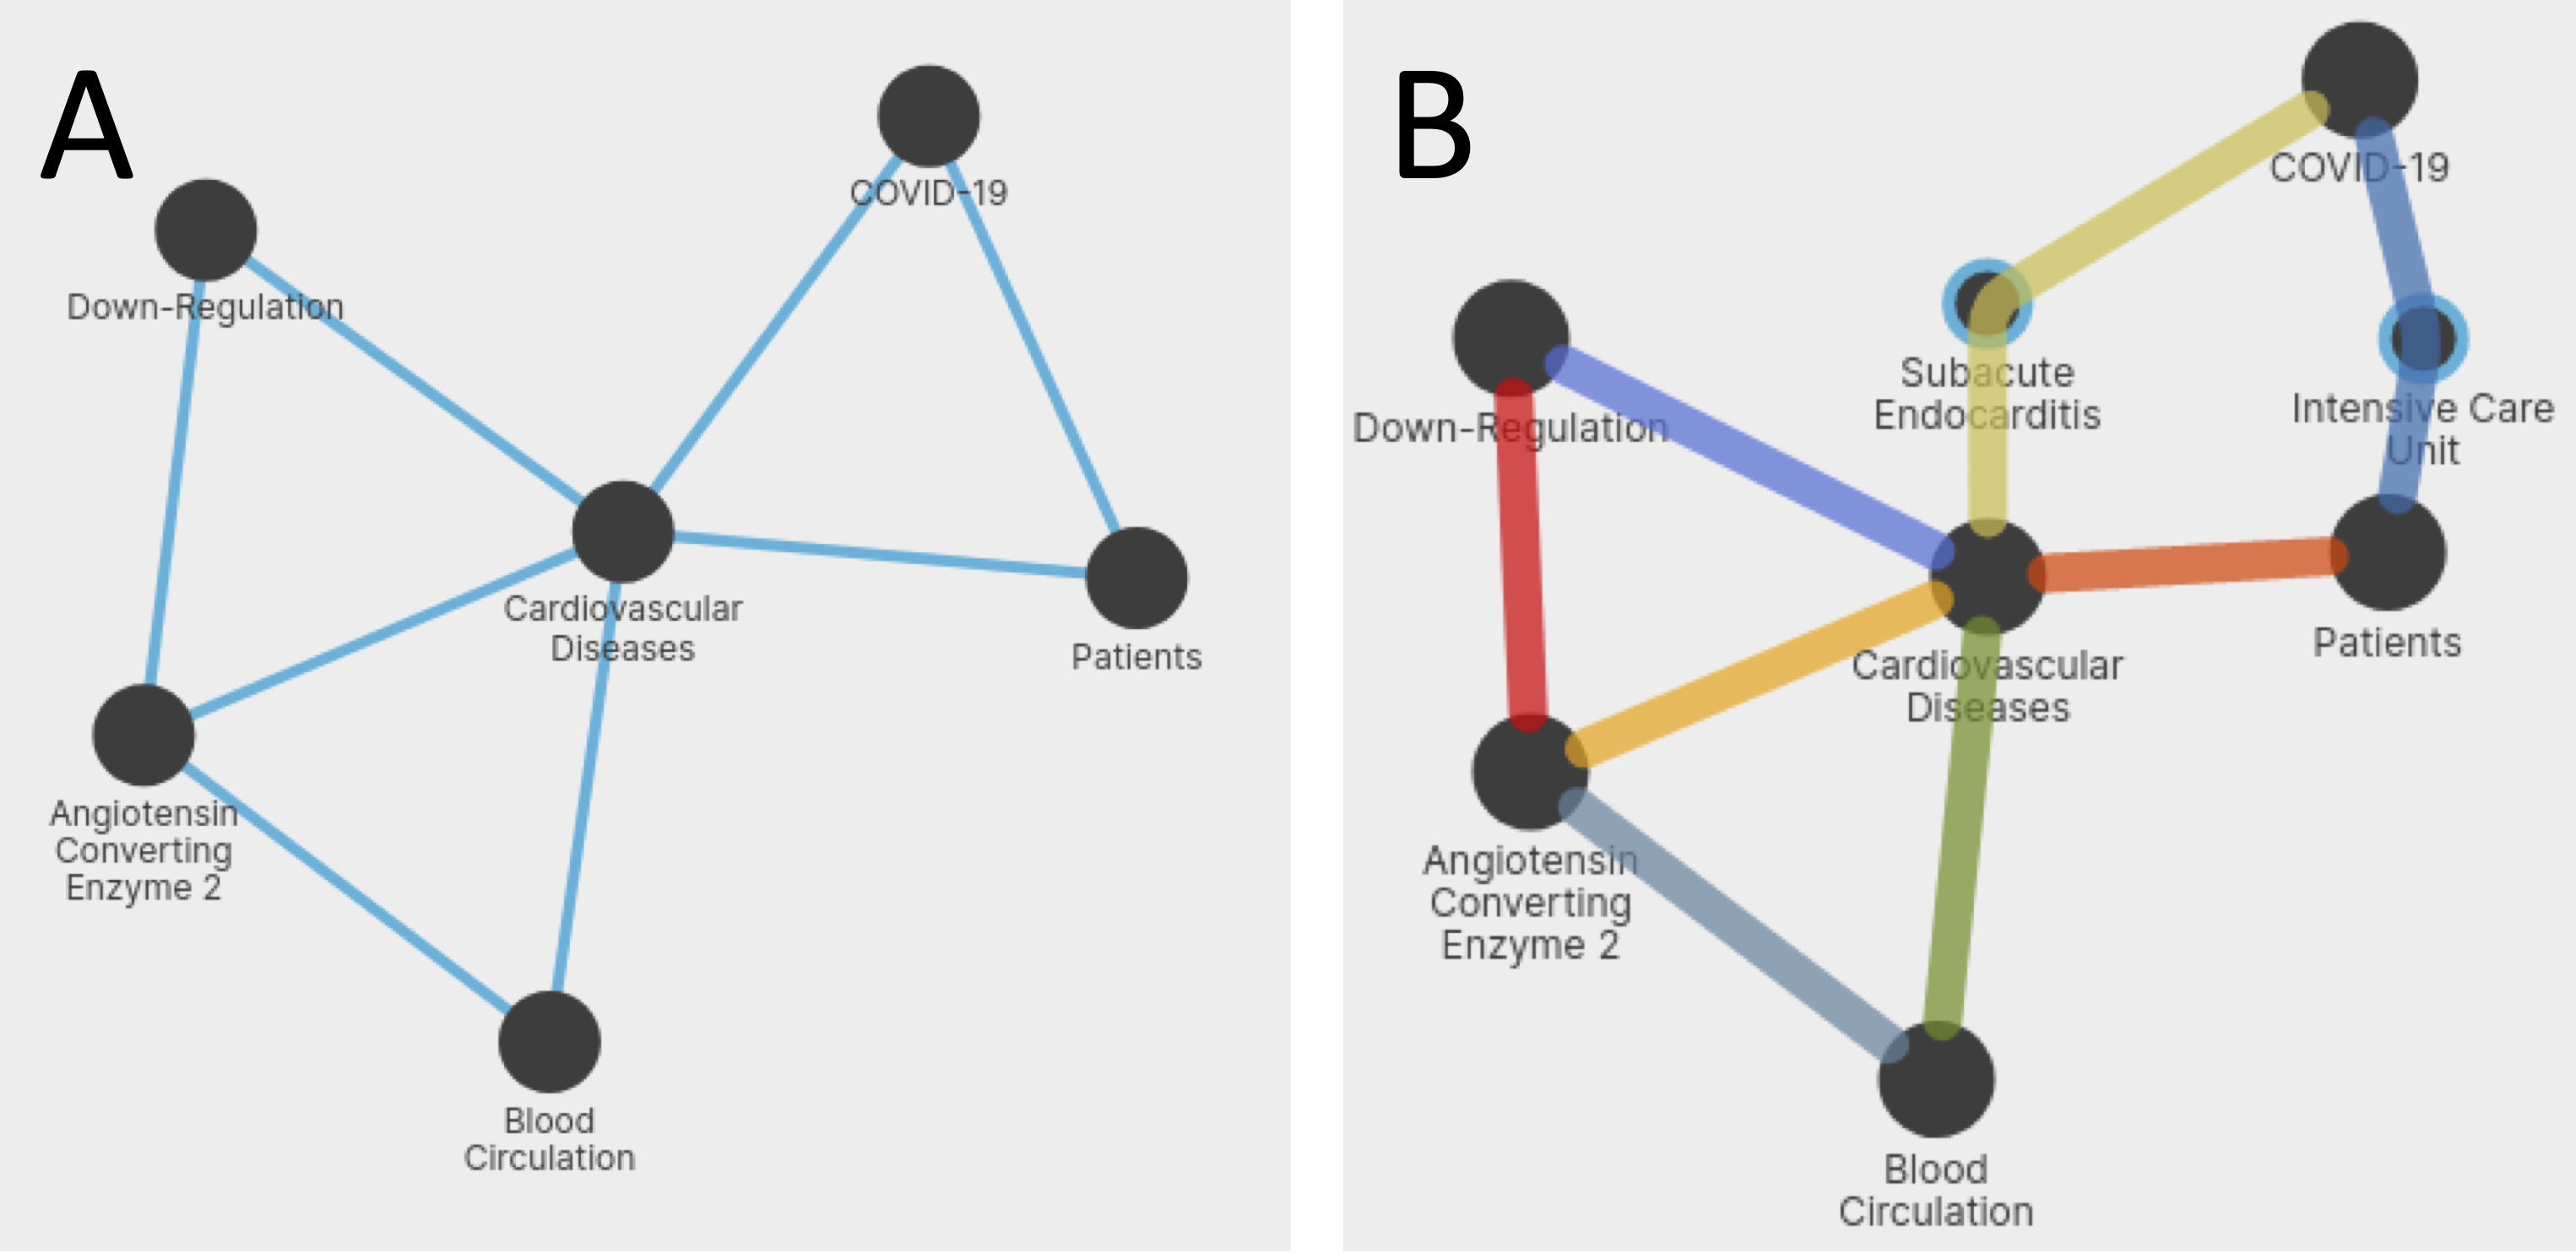 A
COVID-19
Down-Regulation
Cardiovascular
Diseases
Patients
Angiotensin
Converting
Enzyme 2
Blood
Circulation
B
COVID-19
Subacute
Endocarditis
Down-Regulation
Intensive Care
Unit
Cardiovascular
Diseases
Patients
Angiotensin
Converting
Enzyme 2
Blood
Circulation